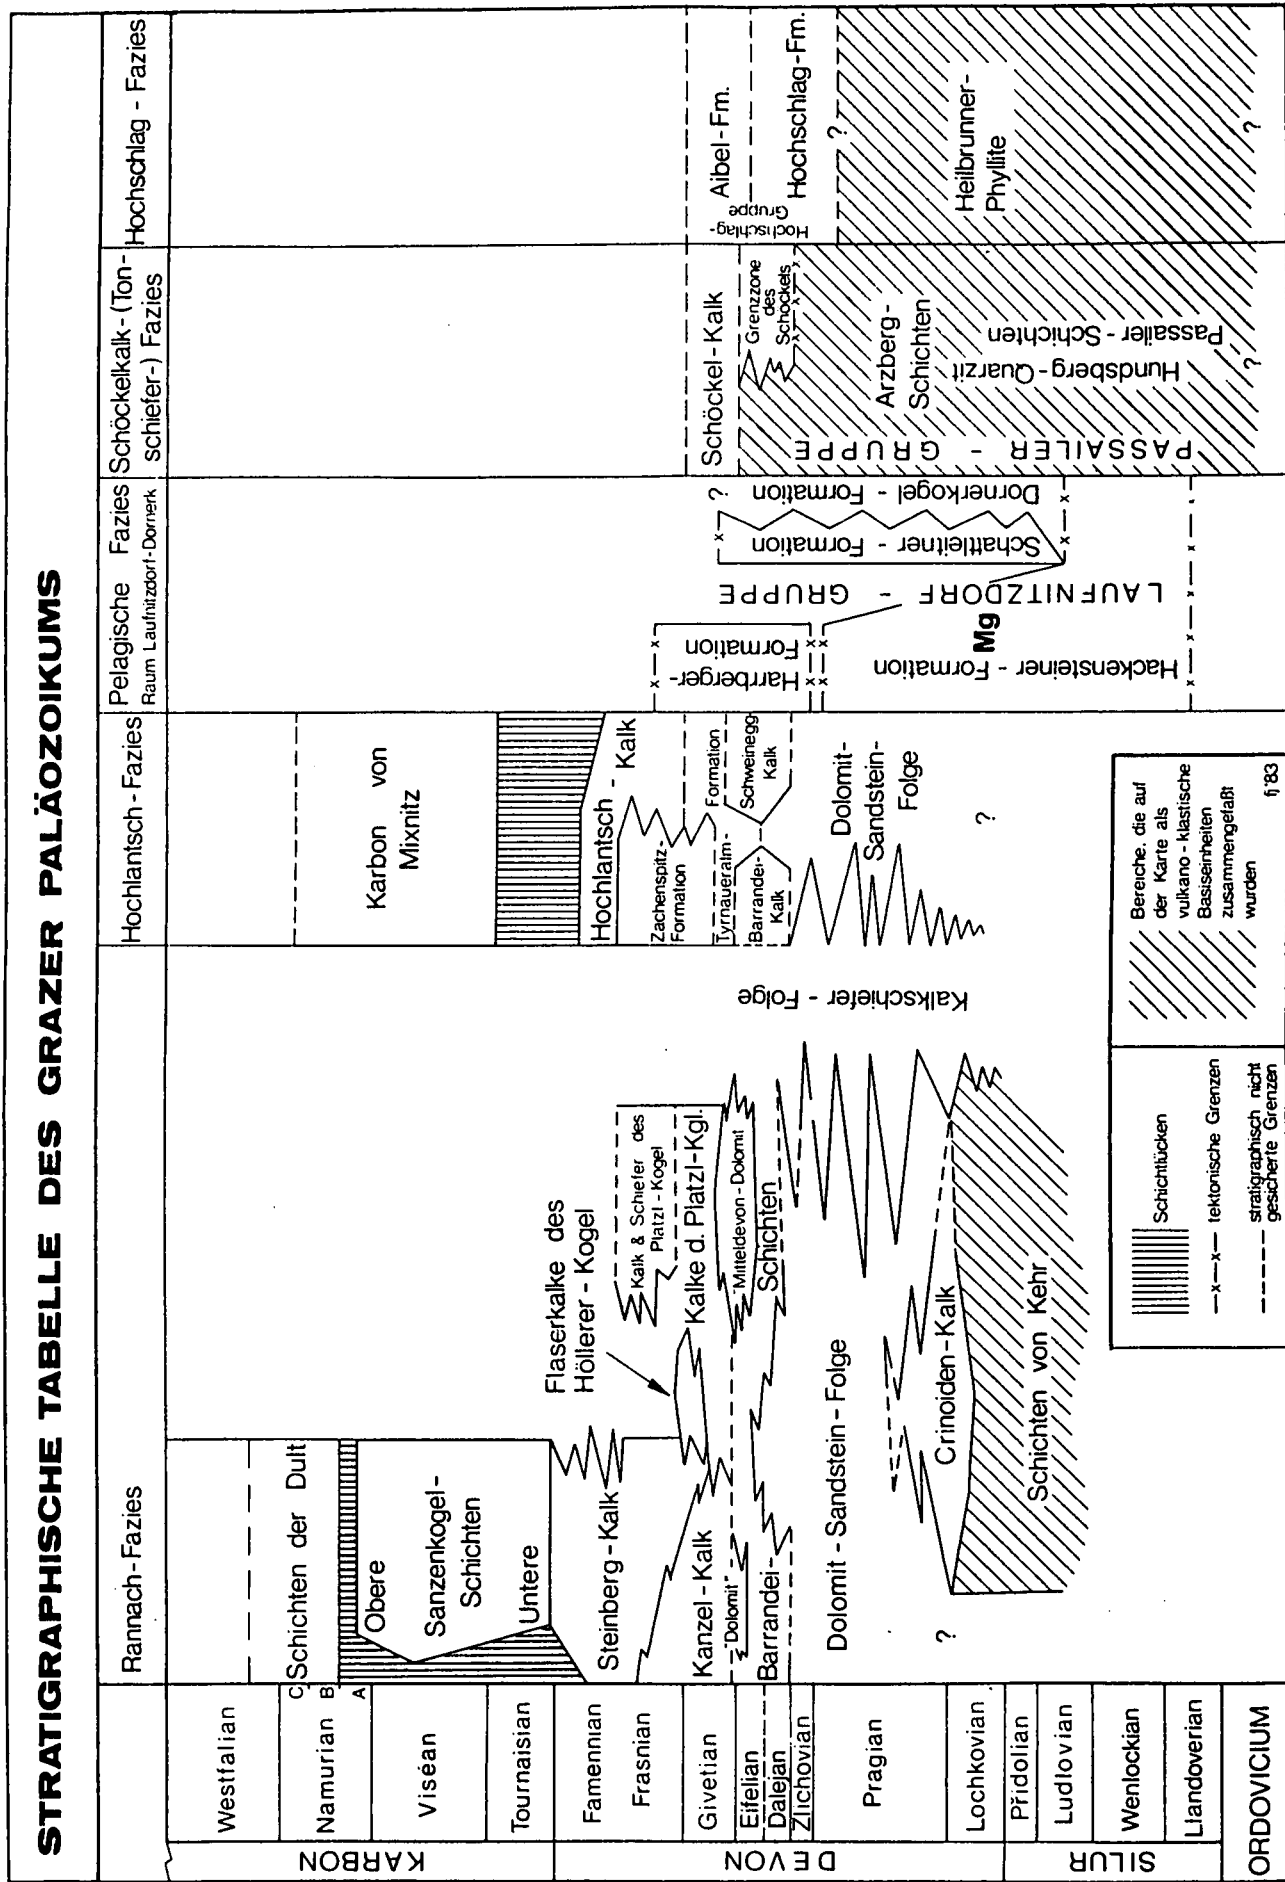 STRATIGRAPHISCHE TABELLE DES GRAZER PALÄOZOIKUMS
Rannach-Fazies
Hochlantsch-Fazies
Pelagische Fazies
Raum Laufnitzdorf-Dornerk
Schöckelkalk-(Ton-
schiefer-) Fazies
Hochschlag - Fazies
KARBON
DEVON
SILUR
ORDOVICIUM
Westfalian
Namurian
C
B
A
Viséan
Tournaisian
Famennian
Frasnian
Givetian
Eifelian
Dalejan
Zlichovian
Pragian
Lochkovian
Přidolian
Ludlovian
Wenlockian
Llandoverian
Schichten der Dult
Obere
Sanzenkogel-
Schichten
Untere
Steinberg-Kalk
Kanzel-Kalk
"Dolomit"
Barrandei-
Schichten
Dolomit-Sandstein-Folge
?
Crinoiden-Kalk
Schichten von Kehr
Flaserkalke des
Höllerer-Kogel
Kalk & Schiefer des
Platzl-Kogel
Kalke d. Platzl-Kgl.
"Mitteldevon-Dolomit"
Kalkschiefer-Folge
Karbon von
Mixnitz
Hochlantsch - Kalk
Zachenspitz-
Formation
Tyrnaueralm-
Formation
Barrandei-
Kalk
Schweinegg
Kalk
Dolomit-
Sandstein-
Folge
?
Harrberger-
Formation
Hackensteiner-Formation
Mg
LAUFNITZDORF - GRUPPE
Schattleitner - Formation
Dornerkogel - Formation
?
Schöckel-Kalk
Grenzzone
des
Schöckels
Arzberg-
Schichten
Hundsberg-Quarzit
Passailer-Schichten
PASSAILER - GRUPPE
?
Aibel-Fm.
Hochschlag-
Gruppe
Hochschlag-Fm.
?
Heilbrunner-
Phyllite
?
Schichtlücken
tektonische Grenzen
stratigraphisch nicht
gesicherte Grenzen
Bereiche, die auf
der Karte als
vulkano-klastische
Basiseinheiten
zusammengefaßt
wurden
fj'83